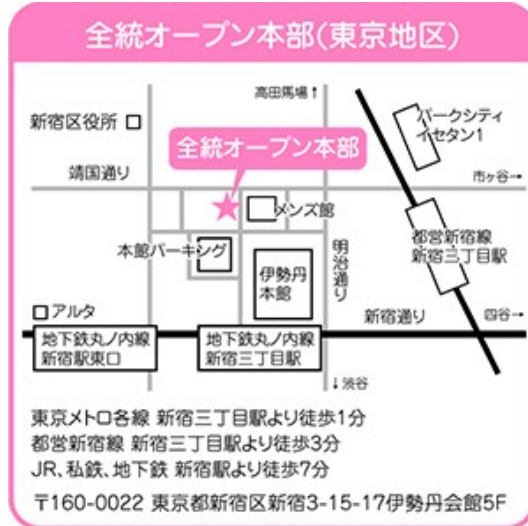 全統オープン本部(東京地区)
高田馬場↑
新宿区役所
パークシティ
イセタン1
全統オープン本部
靖国通り
市ヶ谷→
メンズ館
本館パーキング
都営新宿線
新宿三丁目駅
伊勢丹
本館
明治通り
アルタ
新宿通り
四谷→
地下鉄丸ノ内線
新宿駅東口
地下鉄丸ノ内線
新宿三丁目駅
↓渋谷
東京メトロ各線 新宿三丁目駅より徒歩1分
都営新宿線 新宿三丁目駅より徒歩3分
JR、私鉄、地下鉄 新宿駅より徒歩7分
〒160-0022 東京都新宿区新宿3-15-17伊勢丹会館5F